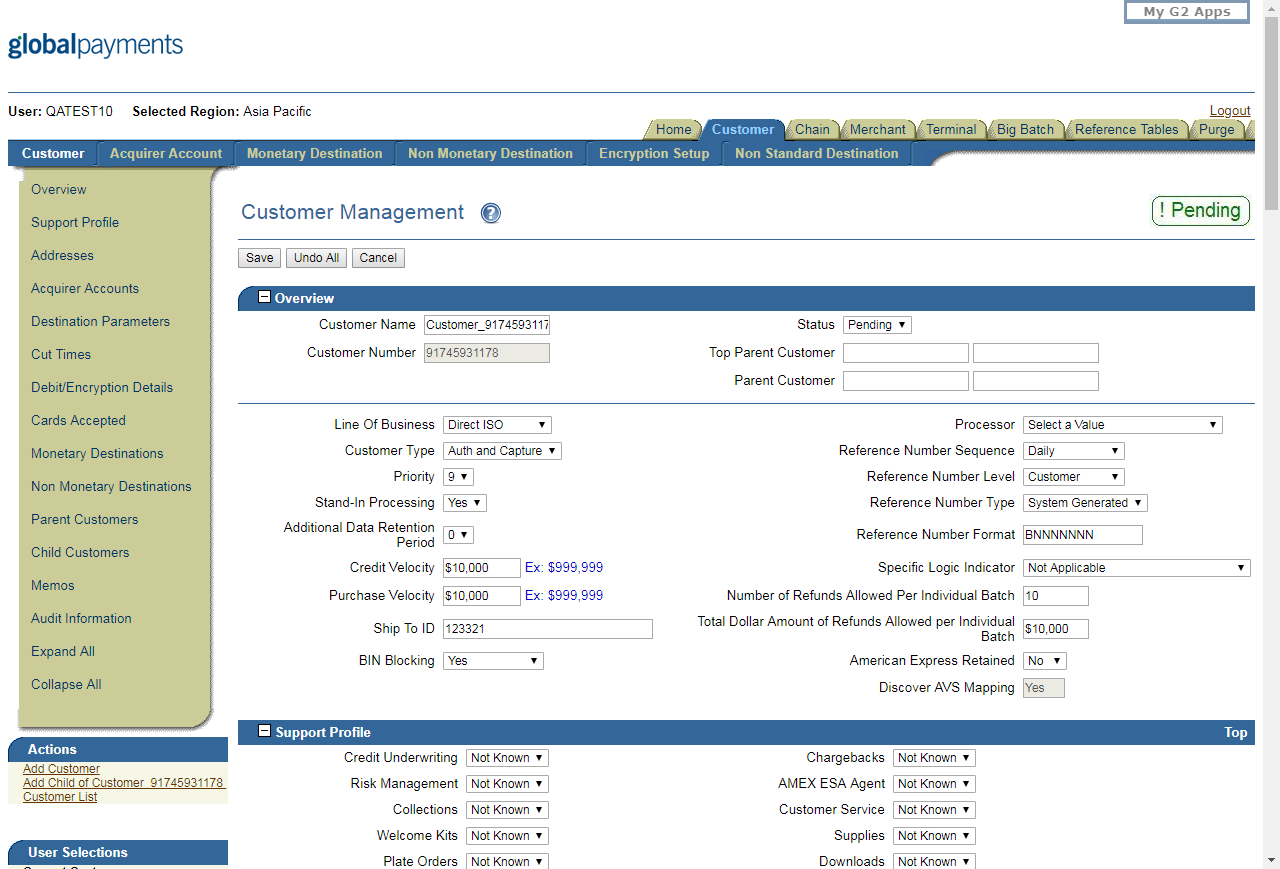 My G2 Apps
globalpayments
User: QATEST10 Selected Region: Asia Pacific
Logout
Home Customer Chain Merchant Terminal Big Batch Reference Tables Purge
Customer Acquirer Account Monetary Destination Non Monetary Destination Encryption Setup Non Standard Destination
Overview
Support Profile
Addresses
Acquirer Accounts
Destination Parameters
Cut Times
Debit/Encryption Details
Cards Accepted
Monetary Destinations
Non Monetary Destinations
Parent Customers
Child Customers
Memos
Audit Information
Expand All
Collapse All
Actions
Add Customer
Add Child of Customer_91745931178
Customer List
User Selections
Customer Management ?
! Pending
Save Undo All Cancel
Overview
Customer Name Customer_9174593117 Status Pending
Customer Number 91745931178 Top Parent Customer
Parent Customer
Line Of Business Direct ISO Processor Select a Value
Customer Type Auth and Capture Reference Number Sequence Daily
Priority 9 Reference Number Level Customer
Stand-In Processing Yes Reference Number Type System Generated
Additional Data Retention
Period 0 Reference Number Format BNNNNNNN
Credit Velocity $10,000 Ex: $999,999 Specific Logic Indicator Not Applicable
Purchase Velocity $10,000 Ex: $999,999 Number of Refunds Allowed Per Individual Batch 10
Ship To ID 123321 Total Dollar Amount of Refunds Allowed per Individual
Batch $10,000
BIN Blocking Yes American Express Retained No
Discover AVS Mapping Yes
Support Profile Top
Credit Underwriting Not Known Chargebacks Not Known
Risk Management Not Known AMEX ESA Agent Not Known
Collections Not Known Customer Service Not Known
Welcome Kits Not Known Supplies Not Known
Plate Orders Not Known Downloads Not Known